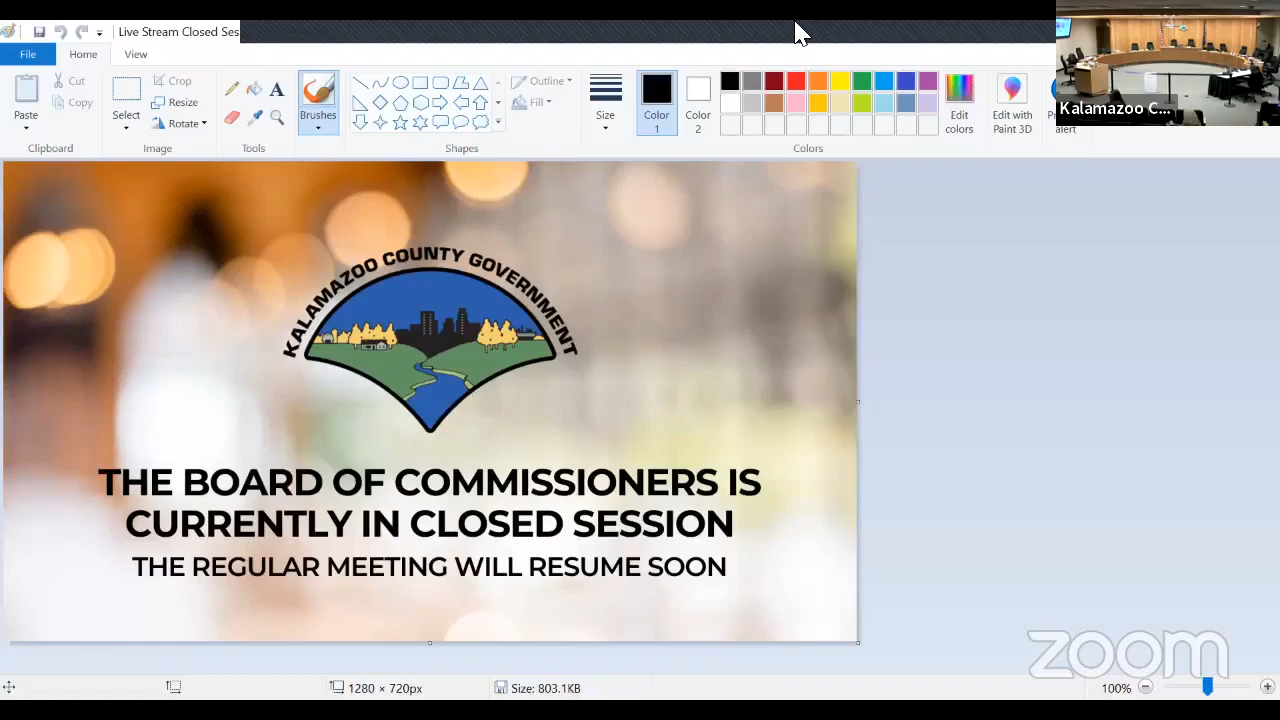 Live Stream Closed Ses
File
Home
View
Paste
Cut
Copy
Clipboard
Select
Crop
Resize
Rotate
Image
A
Tools
Brushes
Shapes
Outline
Fill
Size
Color
1
Color
2
Colors
Edit
colors
Edit with
Paint 3D
alert
Kalamazoo C...
KALAMAZOO COUNTY GOVERNMENT
THE BOARD OF COMMISSIONERS IS
CURRENTLY IN CLOSED SESSION
THE REGULAR MEETING WILL RESUME SOON
zoom
1280 × 720px
Size: 803.1KB
100%